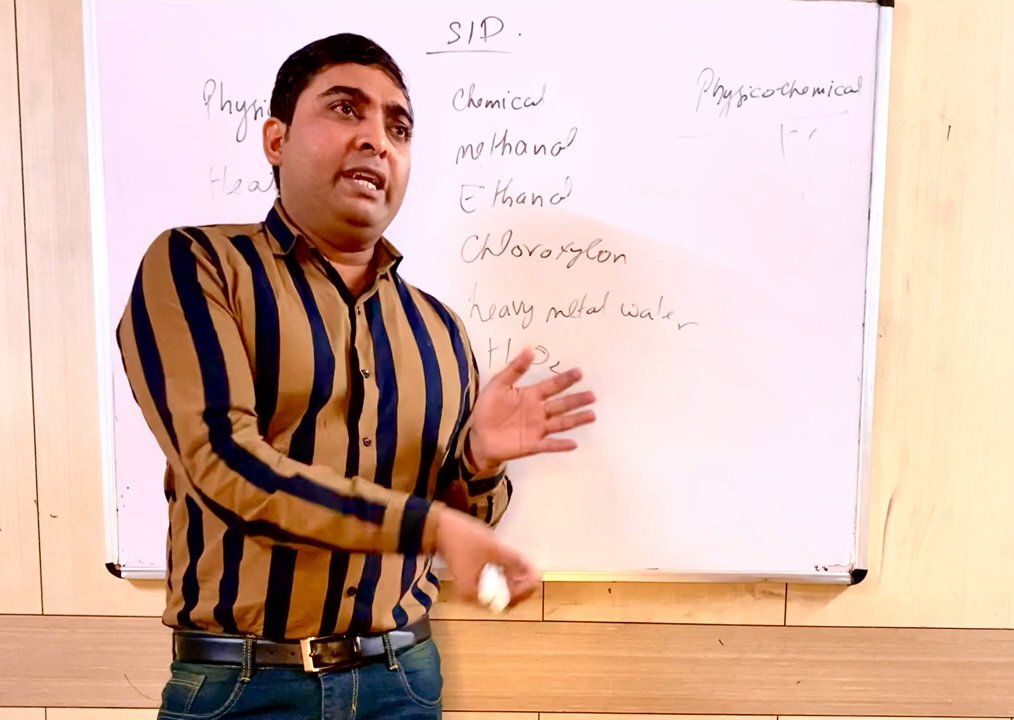 SID.
Chemical
Physicochemical
methanol
Ethanol
Chloroxylon
heavy metal water